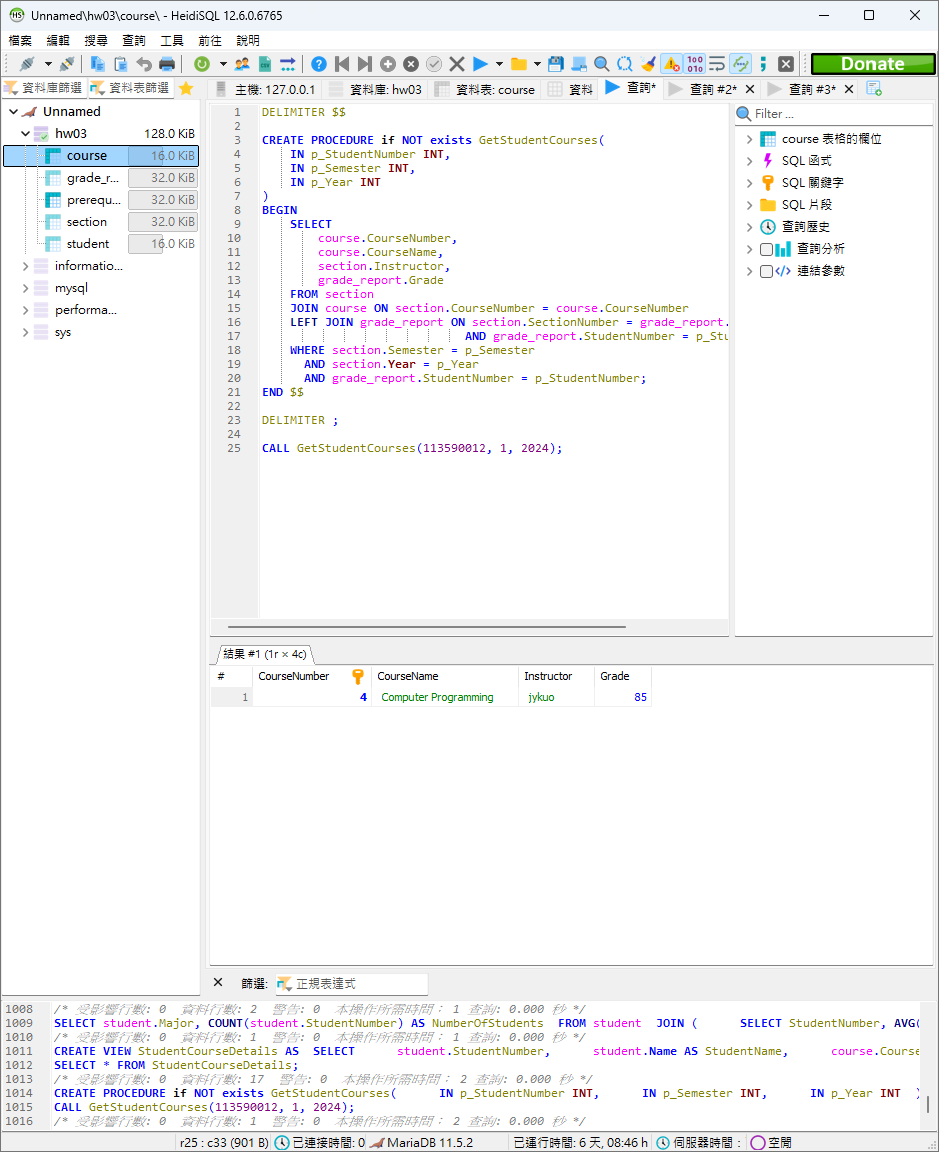 Unnamed\hw03\course\ - HeidiSQL 12.6.0.6765
檔案 編輯 搜尋 查詢 工具 前往 說明
Donate
資料庫篩選 資料表篩選
主機: 127.0.0.1 資料庫: hw03 資料表: course 資料 查詢* 查詢 #2* 查詢 #3*
Unnamed
hw03 128.0 KiB
course 16.0 KiB
grade_r... 32.0 KiB
prerequ... 32.0 KiB
section 32.0 KiB
student 16.0 KiB
informatio...
mysql
performa...
sys
1 DELIMITER $$
2
3 CREATE PROCEDURE if NOT exists GetStudentCourses(
4 IN p_StudentNumber INT,
5 IN p_Semester INT,
6 IN p_Year INT
7 )
8 BEGIN
9 SELECT
10 course.CourseNumber,
11 course.CourseName,
12 section.Instructor,
13 grade_report.Grade
14 FROM section
15 JOIN course ON section.CourseNumber = course.CourseNumber
16 LEFT JOIN grade_report ON section.SectionNumber = grade_report.
17 AND grade_report.StudentNumber = p_Stu
18 WHERE section.Semester = p_Semester
19 AND section.Year = p_Year
20 AND grade_report.StudentNumber = p_StudentNumber;
21 END $$
22
23 DELIMITER ;
24
25 CALL GetStudentCourses(113590012, 1, 2024);
Filter ...
course 表格的欄位
SQL 函式
SQL 關鍵字
SQL 片段
查詢歷史
查詢分析
連結參數
結果 #1 (1r × 4c)
# CourseNumber CourseName Instructor Grade
1 4 Computer Programming jykuo 85
篩選: 正規表達式
1008 /* 受影響行數: 0 資料行數: 2 警告: 0 本操作所需時間： 1 查詢: 0.000 秒 */
1009 SELECT student.Major, COUNT(student.StudentNumber) AS NumberOfStudents FROM student JOIN ( SELECT StudentNumber, AVG(
1010 /* 受影響行數: 0 資料行數: 1 警告: 0 本操作所需時間： 1 查詢: 0.000 秒 */
1011 CREATE VIEW StudentCourseDetails AS SELECT student.StudentNumber, student.Name AS StudentName, course.Course
1012 SELECT * FROM StudentCourseDetails;
1013 /* 受影響行數: 0 資料行數: 17 警告: 0 本操作所需時間： 2 查詢: 0.000 秒 */
1014 CREATE PROCEDURE if NOT exists GetStudentCourses( IN p_StudentNumber INT, IN p_Semester INT, IN p_Year INT )
1015 CALL GetStudentCourses(113590012, 1, 2024);
1016 /* 受影響行數: 0 資料行數: 1 警告: 0 本操作所需時間： 2 查詢: 0.000 秒 */
r25 : c33 (901 B) 已連接時間: 0 MariaDB 11.5.2 已運行時間: 6 天, 08:46 h 伺服器時間： 空閒